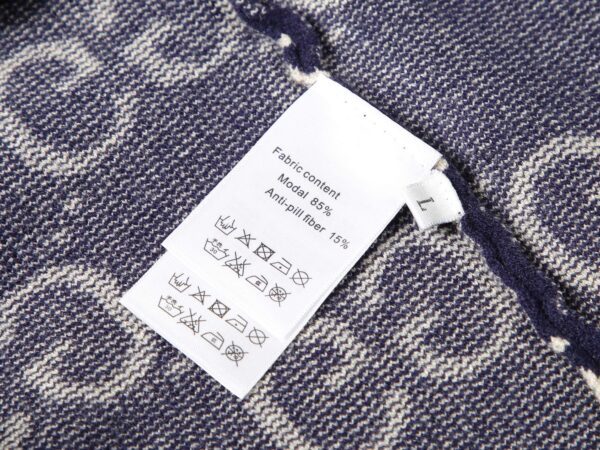 Fabric content
Modal 85%
Anti-pill fiber 15%
L